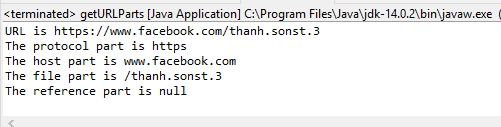 <terminated> getURLParts [Java Application] C:\Program Files\Java\jdk-14.0.2\bin\javaw.exe (
URL is https://www.facebook.com/thanh.sonst.3
The protocol part is https
The host part is www.facebook.com
The file part is /thanh.sonst.3
The reference part is null